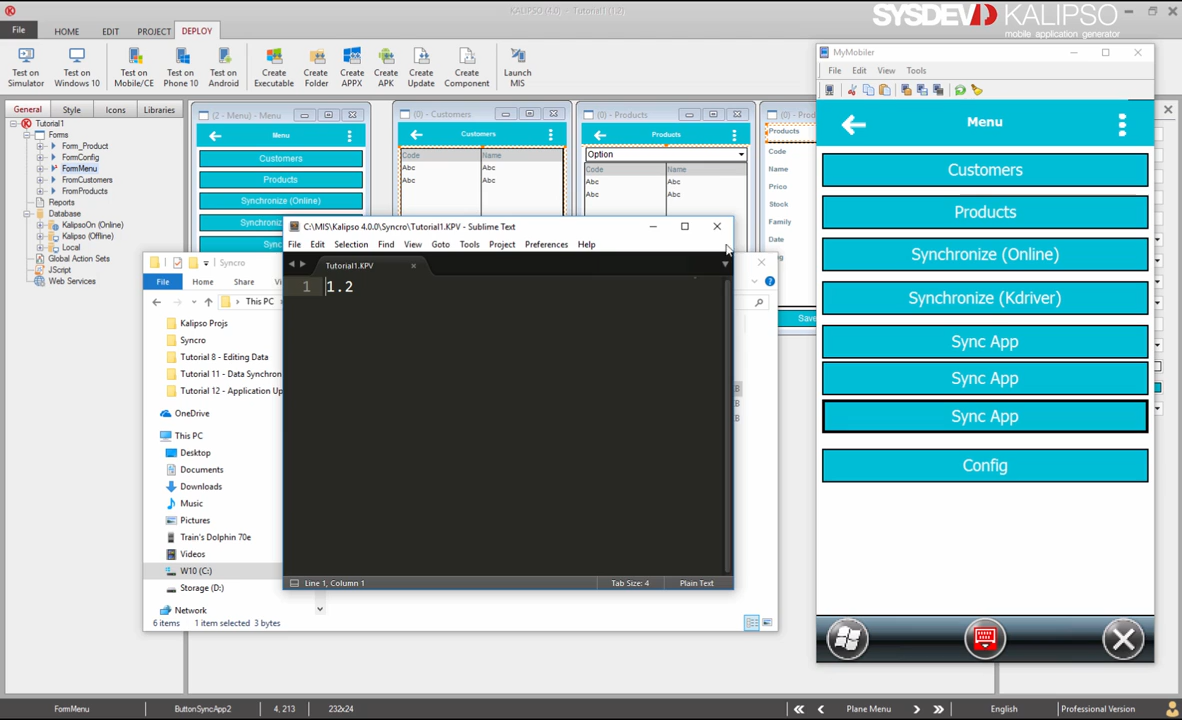 KALIPSO (4.0) - Tutorial1 (1.2)
SYSDEV KALIPSO
mobile application generator
File HOME EDIT PROJECT DEPLOY
Test on Simulator
Test on Windows 10
Test on Mobile/CE
Test on Phone 10
Test on Android
Create Executable
Create Folder
Create APPX
Create APK
Create Update
Create Component
Launch MIS
General Style Icons Libraries
Tutorial1
Forms
Form_Product
FormConfig
FormMenu
FromCustomers
FromProducts
Reports
Database
KalipsoOn (Online)
Kalipso (Offline)
Local
Global Action Sets
JScript
Web Services
(2 - Menu) - Menu
Menu
Customers
Products
Synchronize (Online)
(0) - Customers
Customers
Code Name
Abc Abc
Abc Abc
(0) - Products
Products
Option
Code Name
Abc Abc
Abc Abc
Products
Code
Name
Price
Stock
Family
Date
C:\MIS\Kalipso 4.0.0\Syncro\Tutorial1.KPV - Sublime Text
File Edit Selection Find View Goto Tools Project Preferences Help
Tutorial1.KPV
1 1.2
Line 1, Column 1 Tab Size: 4 Plain Text
Syncro
File Home Share
This PC
Kalipso Projs
Syncro
Tutorial 8 - Editing Data
Tutorial 11 - Data Synchron
Tutorial 12 - Application Up
OneDrive
This PC
Desktop
Documents
Downloads
Music
Pictures
Train's Dolphin 70e
Videos
W10 (C:)
Storage (D:)
Network
6 items 1 item selected 3 bytes
MyMobiler
File Edit View Tools
Menu
Customers
Products
Synchronize (Online)
Synchronize (Kdriver)
Sync App
Sync App
Sync App
Config
FormMenu ButtonSyncApp2 4, 213 232x24 Plane Menu English Professional Version